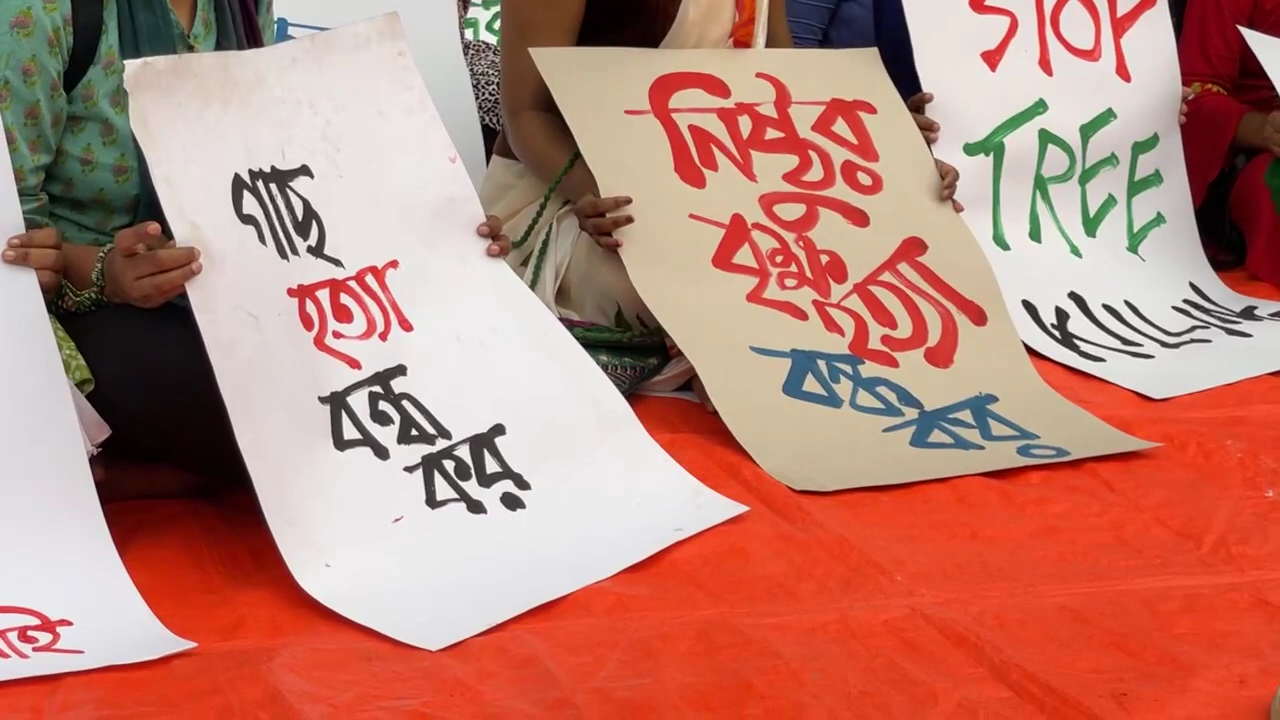 গাছ
হত্যা
বন্ধ
কর
নিষ্ঠুর
বৃক্ষ হত্যা
বন্ধ কর
STOP
TREE
KILLING